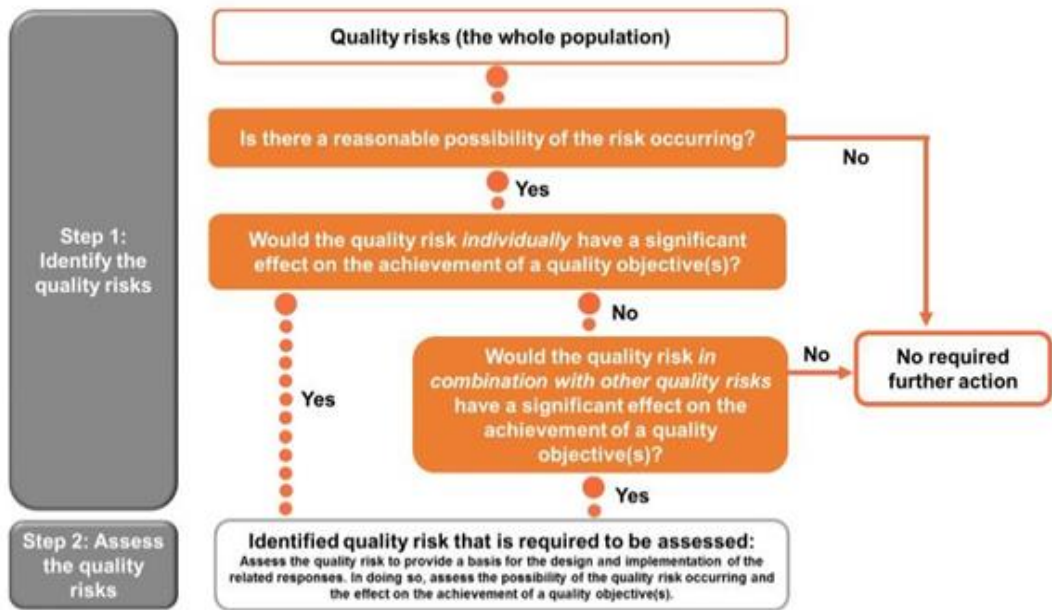 Quality risks (the whole population)
Is there a reasonable possibility of the risk occurring?
No
Yes
Step 1:
Identify the
quality risks
Would the quality risk individually have a significant
effect on the achievement of a quality objective(s)?
No
Yes
Would the quality risk in
combination with other quality risks
have a significant effect on the
achievement of a quality
objective(s)?
No
No required
further action
Yes
Step 2: Assess
the quality
risks
Identified quality risk that is required to be assessed:
Assess the quality risk to provide a basis for the design and implementation of the
related responses. In doing so, assess the possibility of the quality risk occurring and
the effect on the achievement of a quality objective(s).